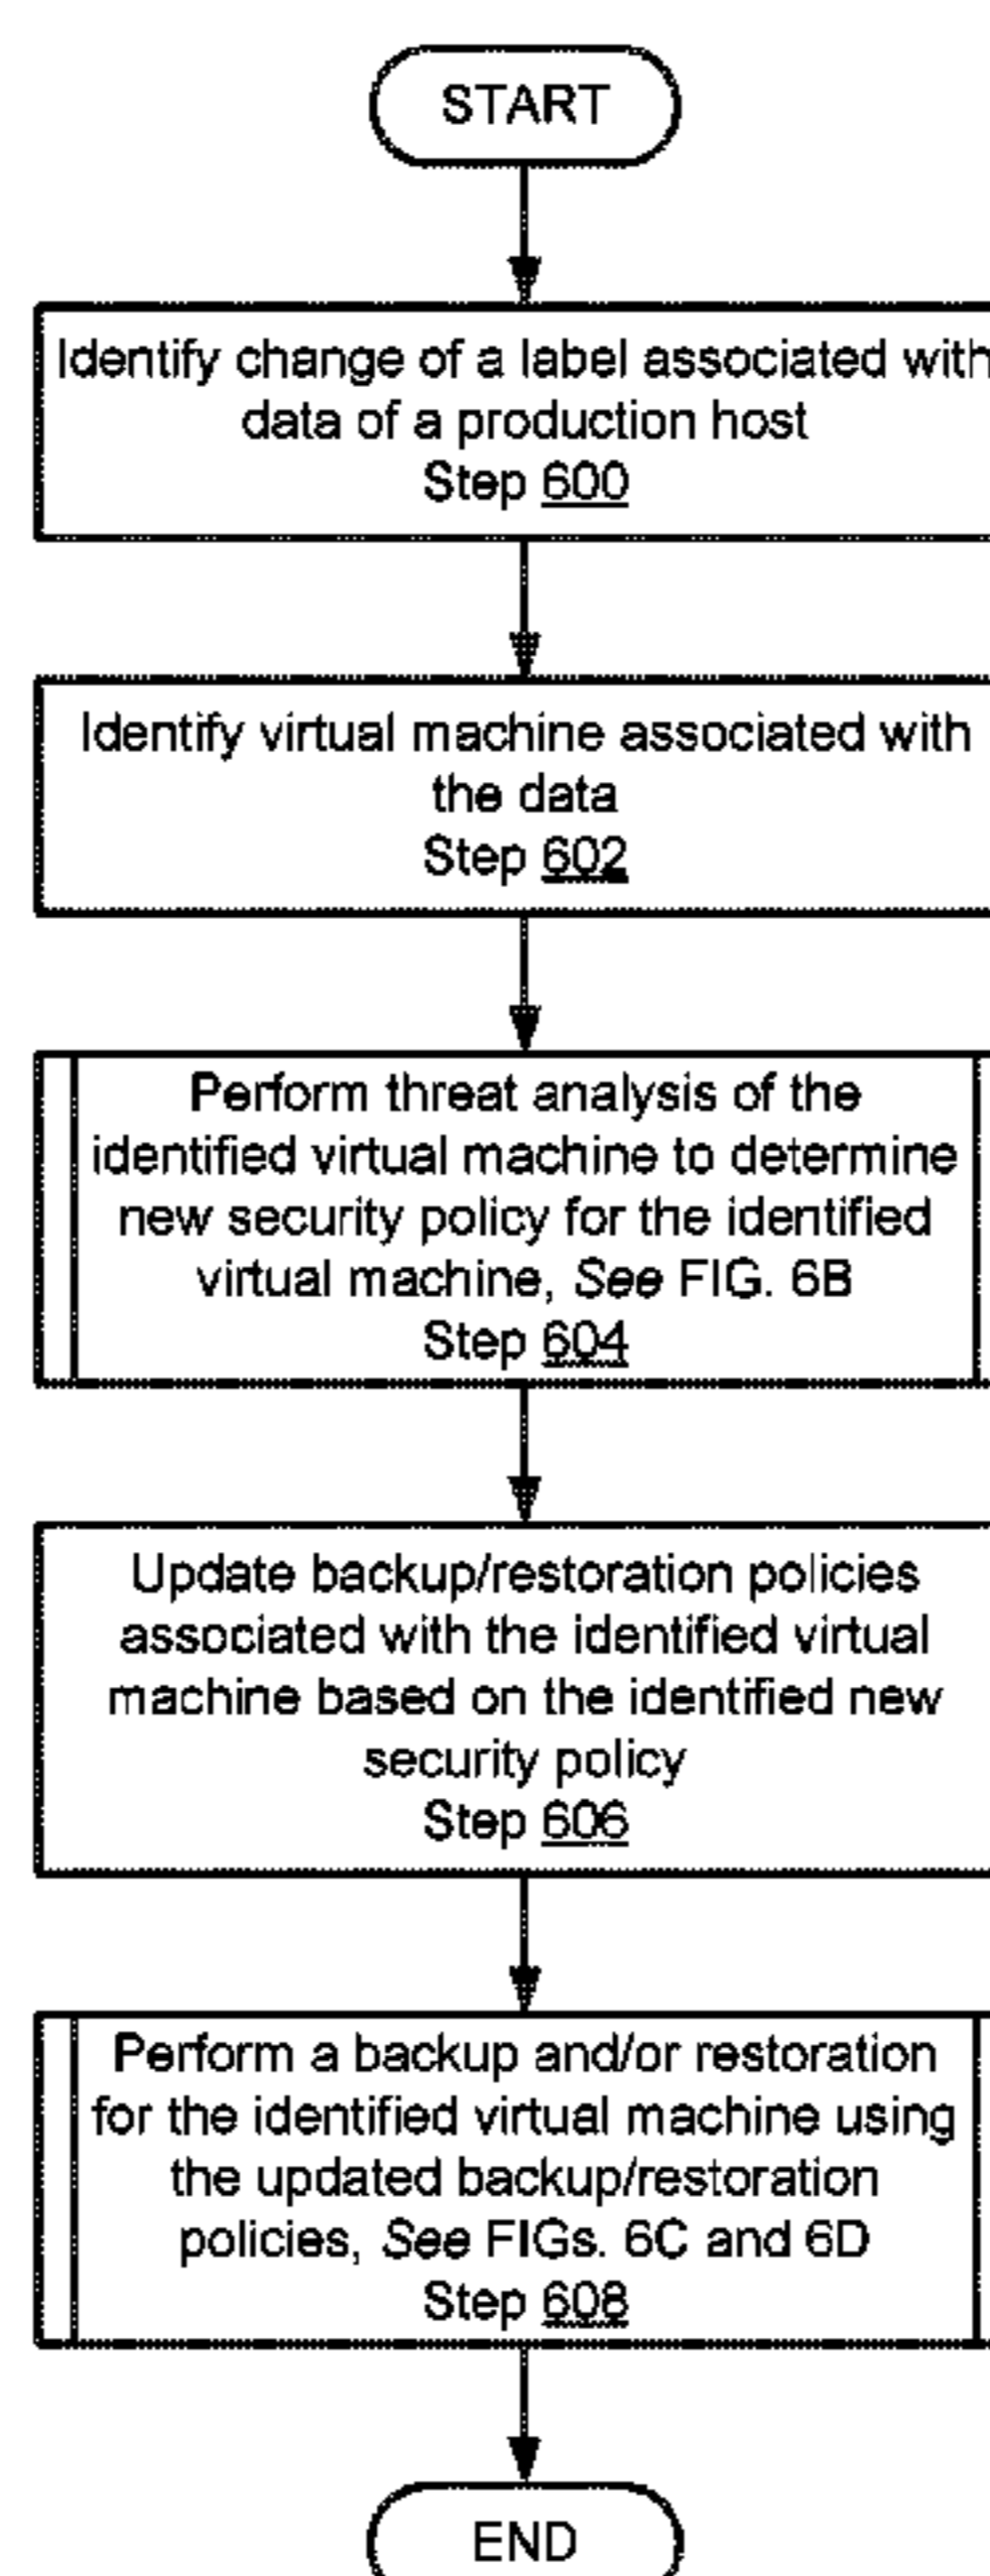 START
Identify change of a label associated with
data of a production host
Step 600
Identify virtual machine associated with
the data
Step 602
Perform threat analysis of the
identified virtual machine to determine
new security policy for the identified
virtual machine, See FIG. 6B
Step 604
Update backup/restoration policies
associated with the identified virtual
machine based on the identified new
security policy
Step 606
Perform a backup and/or restoration
for the identified virtual machine using
the updated backup/restoration
policies, See FIGs. 6C and 6D
Step 608
END